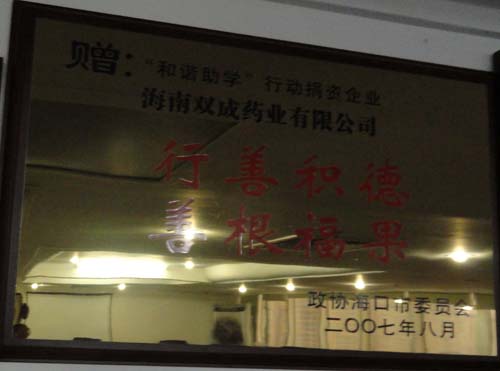 赠：
“和谐助学”行动捐资企业
海南双成药业有限公司
行善积德
善根福果
政协海口市委员会
二〇〇七年八月